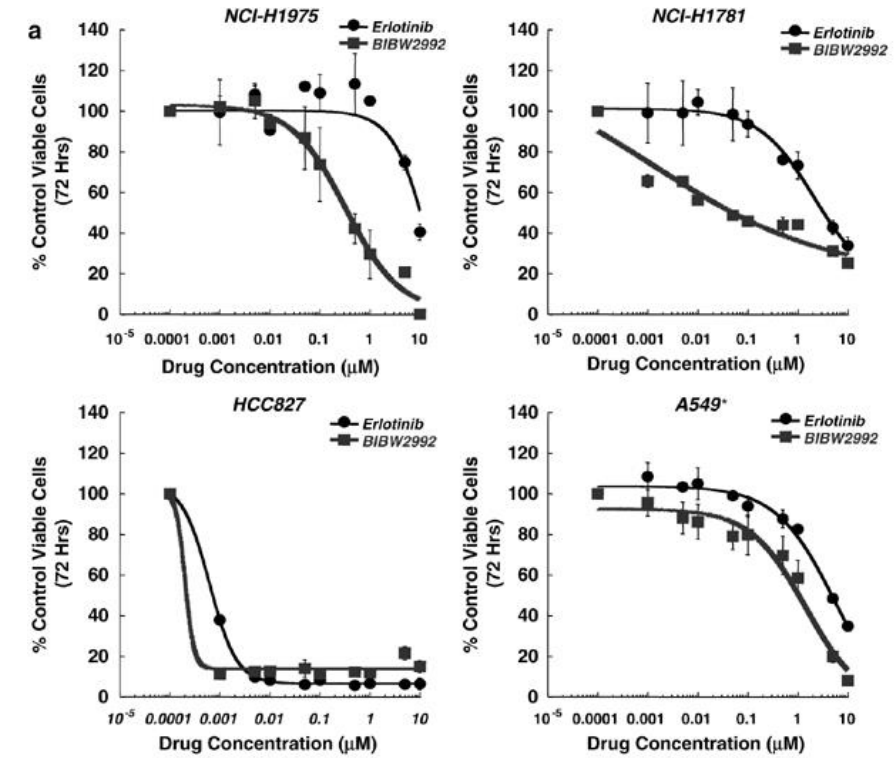 a
NCI-H1975
Erlotinib
BIBW2992
% Control Viable Cells
(72 Hrs)
140
120
100
80
60
40
20
0
10-5 0.0001 0.001 0.01 0.1 1 10
Drug Concentration (μM)
NCI-H1781
Erlotinib
BIBW2992
% Control Viable Cells
(72 Hrs)
140
120
100
80
60
40
20
0
10-5 0.0001 0.001 0.01 0.1 1 10
Drug Concentration (μM)
HCC827
Erlotinib
BIBW2992
% Control Viable Cells
(72 Hrs)
140
120
100
80
60
40
20
0
10-5 0.0001 0.001 0.01 0.1 1 10
Drug Concentration (μM)
A549*
Erlotinib
BIBW2992
% Control Viable Cells
(72 Hrs)
140
120
100
80
60
40
20
0
10-5 0.0001 0.001 0.01 0.1 1 10
Drug Concentration (μM)